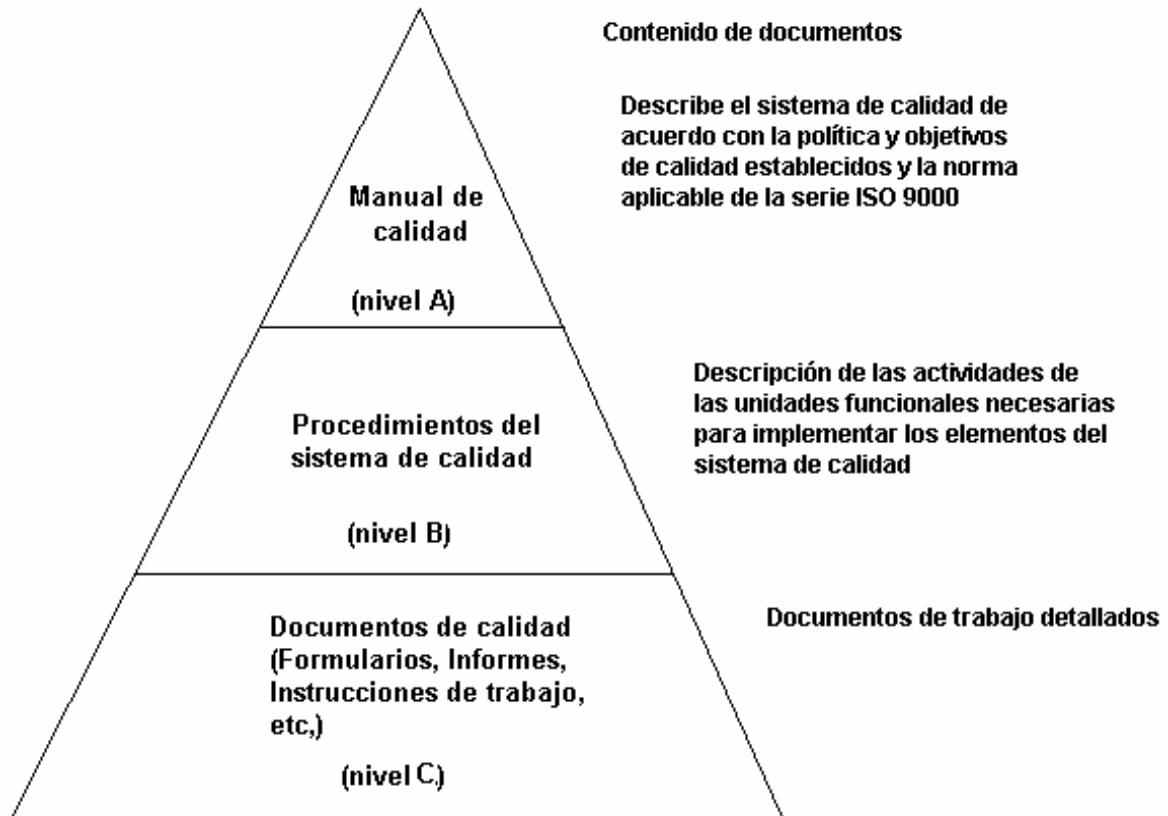 Contenido de documentos
Describe el sistema de calidad de
acuerdo con la política y objetivos
de calidad establecidos y la norma
aplicable de la serie ISO 9000
Manual de
calidad
(nivel A)
Descripción de las actividades de
las unidades funcionales necesarias
para implementar los elementos del
sistema de calidad
Procedimientos del
sistema de calidad
(nivel B)
Documentos de trabajo detallados
Documentos de calidad
(Formularios, Informes,
Instrucciones de trabajo,
etc,)
(nivel C.)